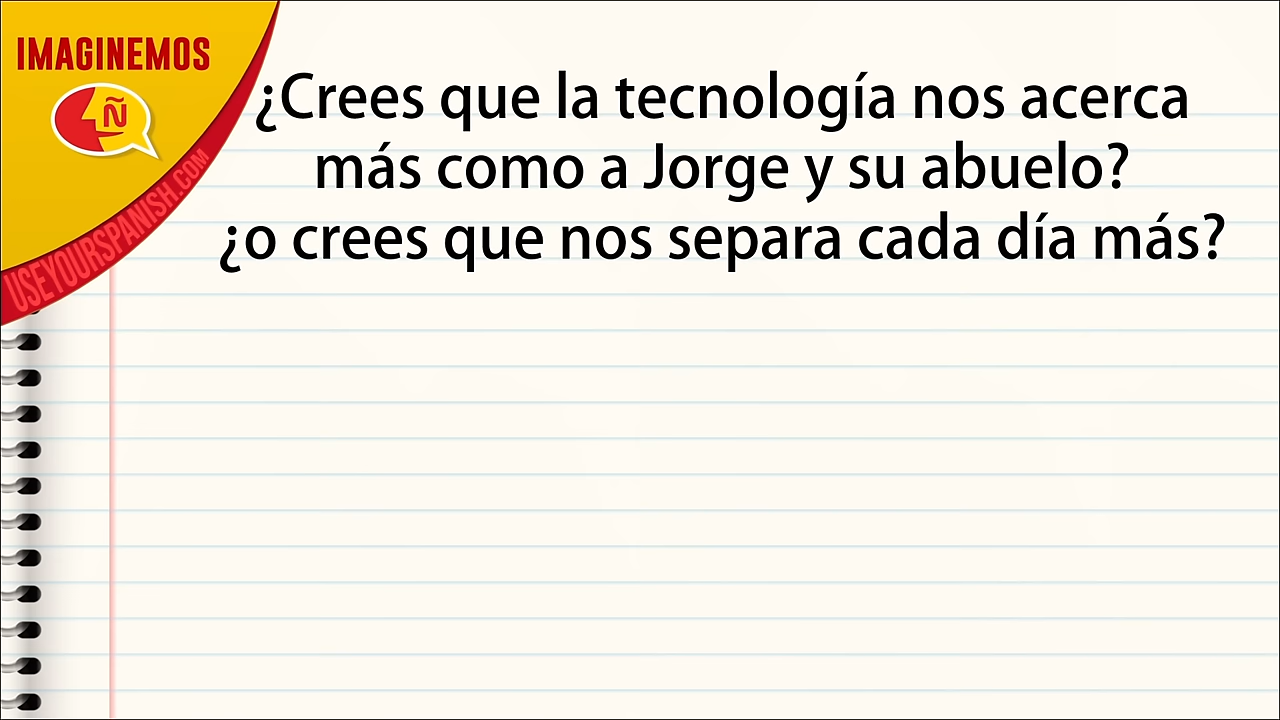 IMAGINEMOS
Ñ
USEYOURSPANISH.COM
¿Crees que la tecnología nos acerca
más como a Jorge y su abuelo?
¿o crees que nos separa cada día más?